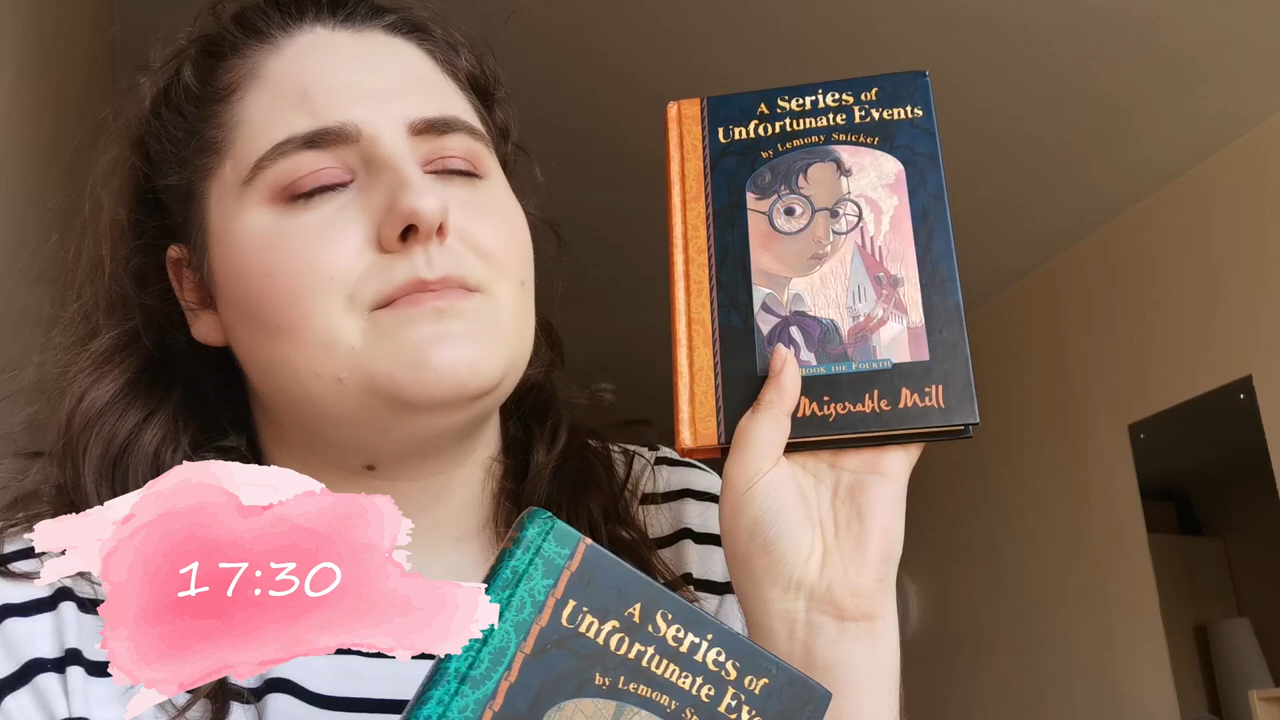 A Series of
Unfortunate Events
by Lemony Snicket
Book the Fourth
Miserable Mill
17:30
A Series of
Unfortunate Eve
by Lemony Sn